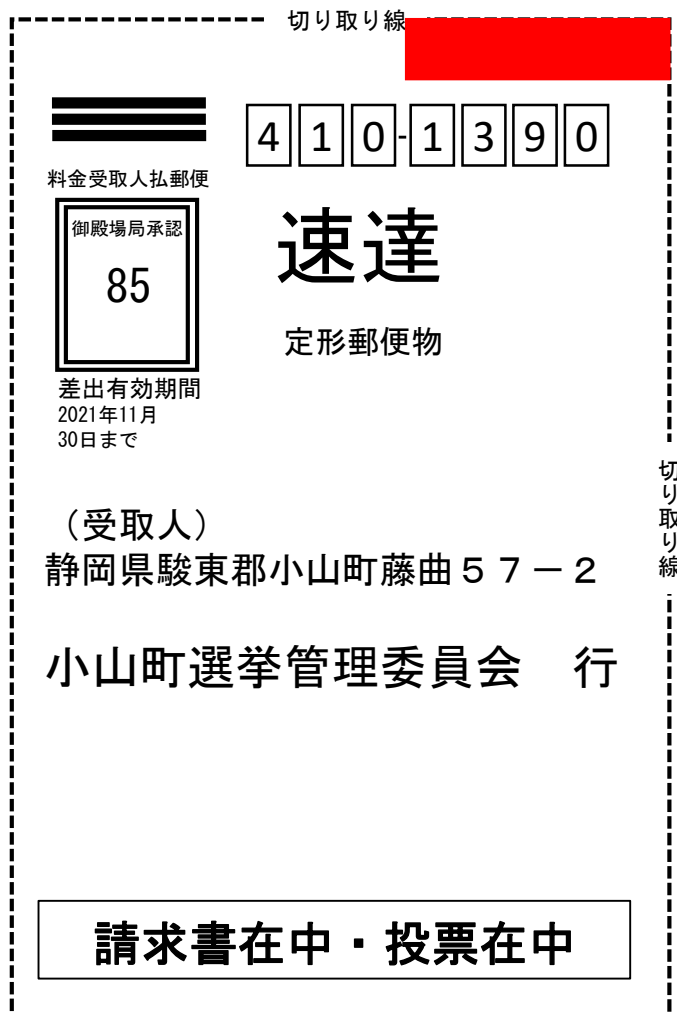 切り取り線
410-1390
料金受取人払郵便
御殿場局承認
85
速達
定形郵便物
差出有効期間
2021年11月
30日まで
切り取り線
（受取人）
静岡県駿東郡小山町藤曲５７－２
小山町選挙管理委員会　行
請求書在中・投票在中